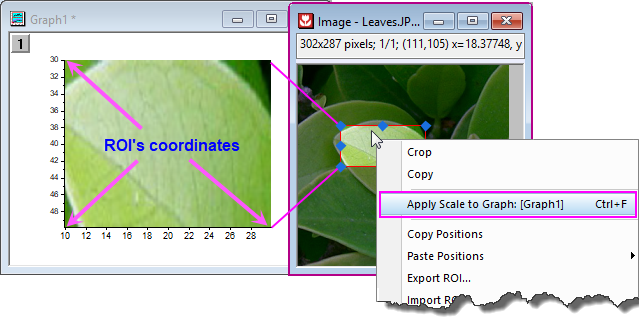 Graph1 *
1
30
32
34
36
38
40
42
44
46
48
50
10 12 14 16 18 20 22 24 26 28
ROI's coordinates
Image - Leaves.JP...
302x287 pixels; 1/1; (111,105) x=18.37748, y
Crop
Copy
Apply Scale to Graph: [Graph1] Ctrl+F
Copy Positions
Paste Positions
Export ROI...
Import